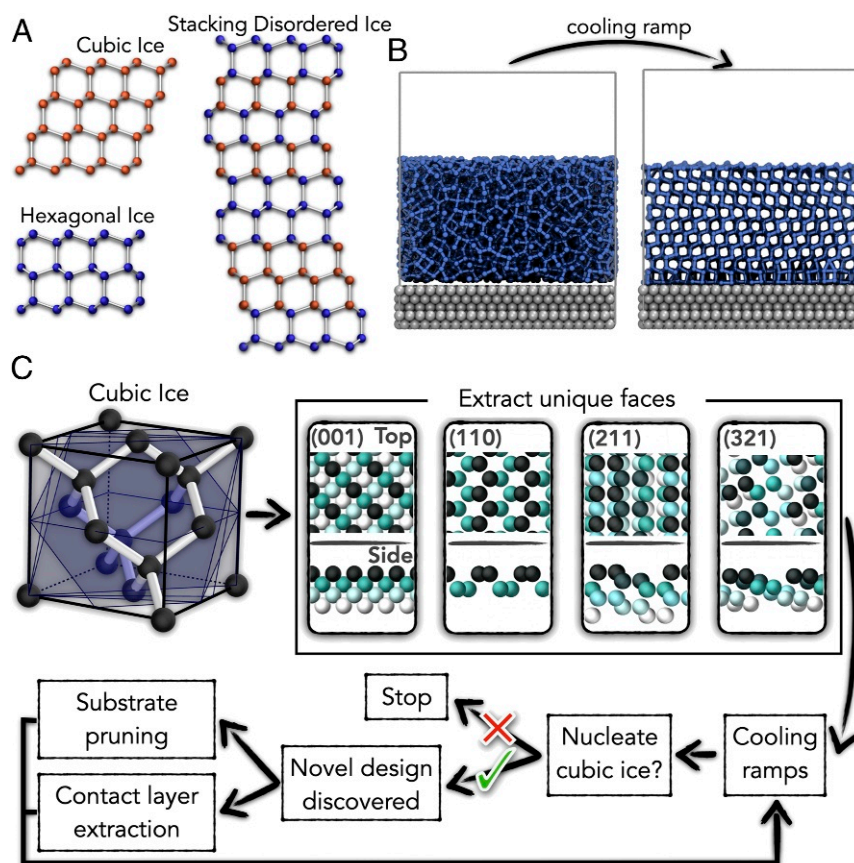 A
Cubic Ice
Stacking Disordered Ice
Hexagonal Ice
B
cooling ramp
C
Cubic Ice
Extract unique faces
(001) Top
Side
(110)
(211)
(321)
Substrate
pruning
Contact layer
extraction
Stop
Novel design
discovered
Nucleate
cubic ice?
Cooling
ramps